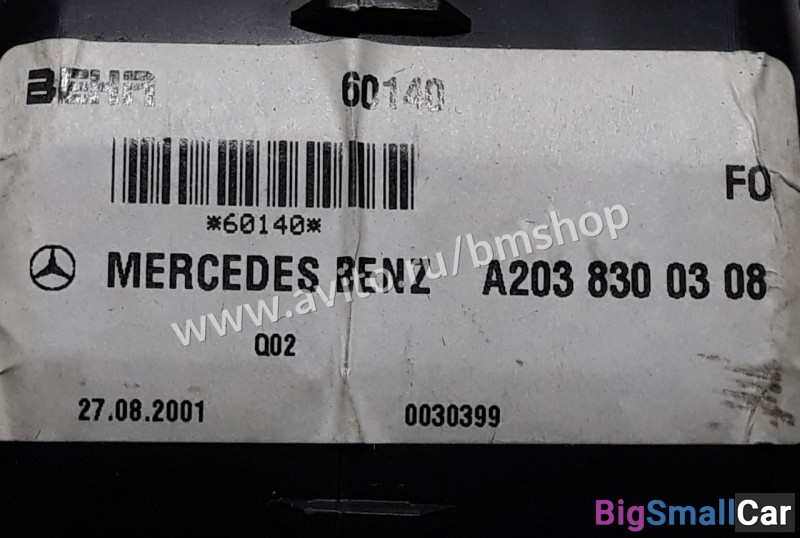 BEHR 60140
FO
*60140*
MERCEDES BENZ A203 830 03 08
www.avito.ru/bmshop
Q02
27.08.2001 0030399
BigSmallCar